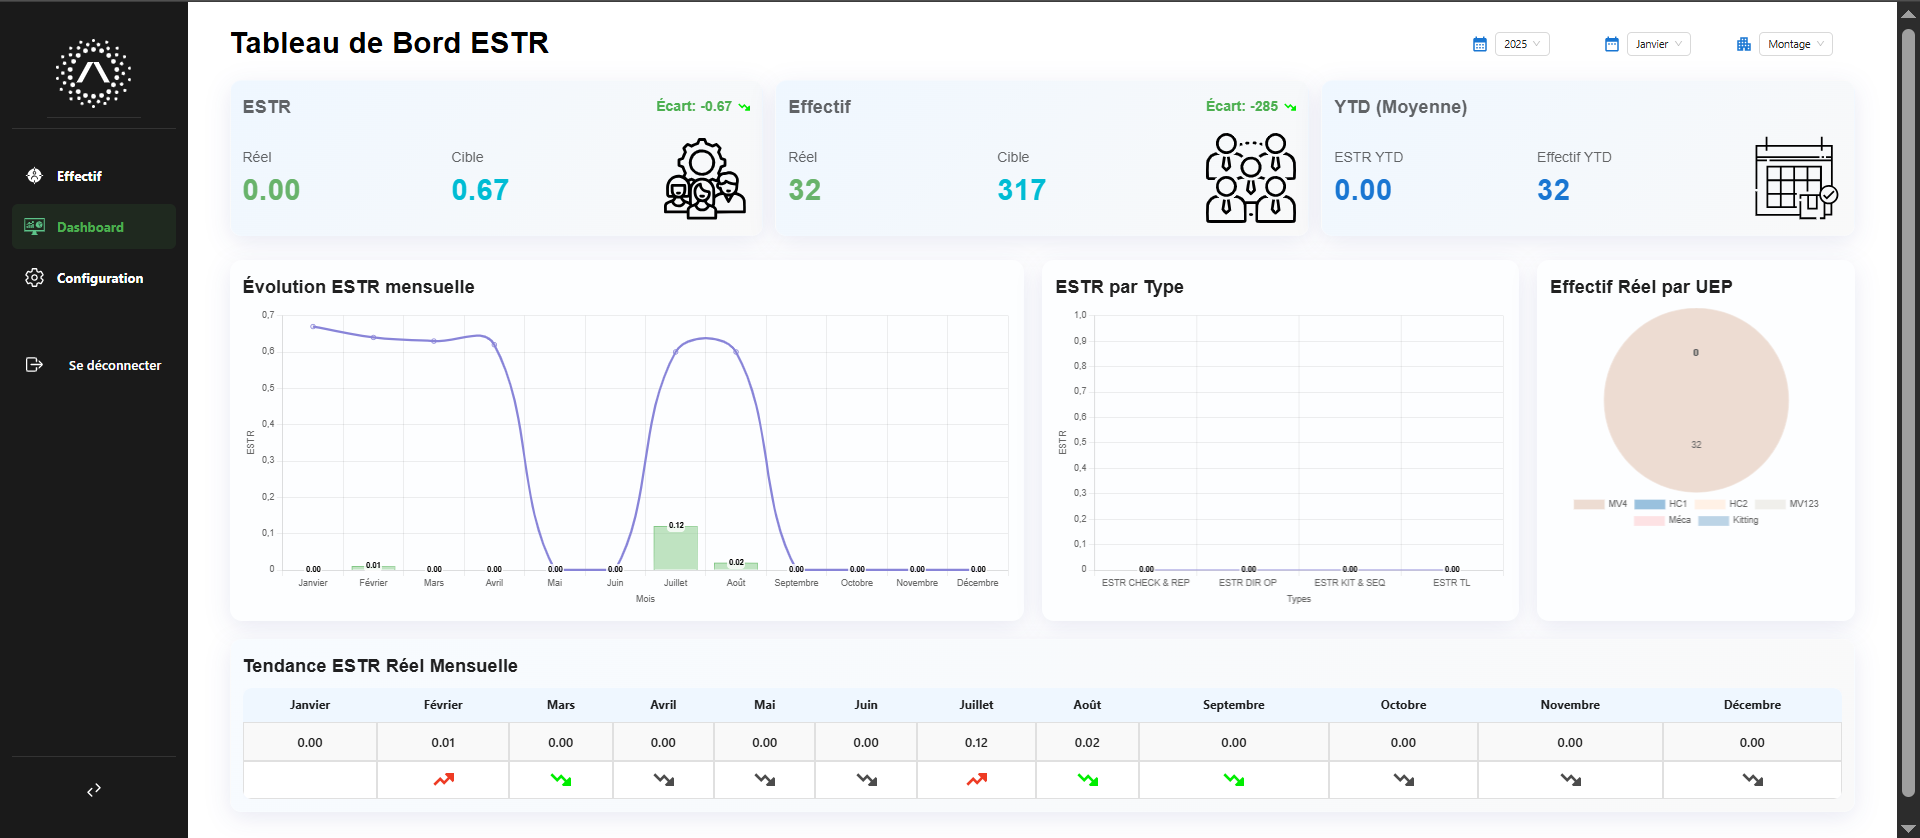 Tableau de Bord ESTR
2025
Janvier
Montage
Effectif
Dashboard
Configuration
Se déconnecter
ESTR
Écart: -0.67
Réel
Cible
0.00
0.67
Effectif
Écart: -285
Réel
Cible
32
317
YTD (Moyenne)
ESTR YTD
Effectif YTD
0.00
32
Évolution ESTR mensuelle
0,7
0,6
0,5
0,4
0,3
0,2
0,1
0
ESTR
0.00 0.01 0.00 0.00 0.00 0.00 0.12 0.02 0.00 0.00 0.00 0.00
Janvier Février Mars Avril Mai Juin Juillet Août Septembre Octobre Novembre Décembre
Mois
ESTR par Type
1,0
0,9
0,8
0,7
0,6
0,5
0,4
0,3
0,2
0,1
0
ESTR
0.00 0.00 0.00 0.00
ESTR CHECK & REP ESTR DIR OP ESTR KIT & SEQ ESTR TL
Types
Effectif Réel par UEP
0
32
MV4 HC1 HC2 MV123
Méca Kitting
Tendance ESTR Réel Mensuelle
Janvier Février Mars Avril Mai Juin Juillet Août Septembre Octobre Novembre Décembre
0.00 0.01 0.00 0.00 0.00 0.00 0.12 0.02 0.00 0.00 0.00 0.00